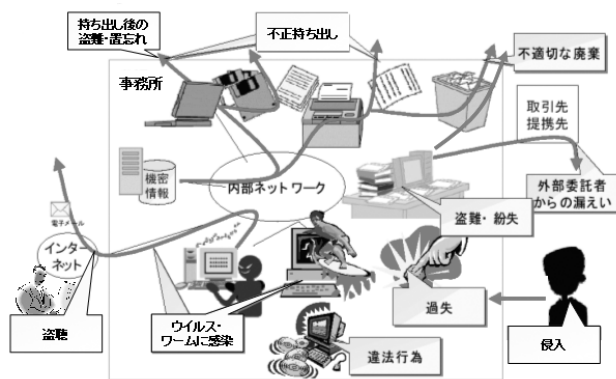 持ち出し後の
盗難・置忘れ
不正持ち出し
不適切な廃棄
事務所
取引先
提携先
機密
情報
内部ネットワーク
外部委託者
からの漏えい
盗難・紛失
電子メール
インター
ネット
過失
盗聴
ウイルス・
ワームに感染
違法行為
侵入